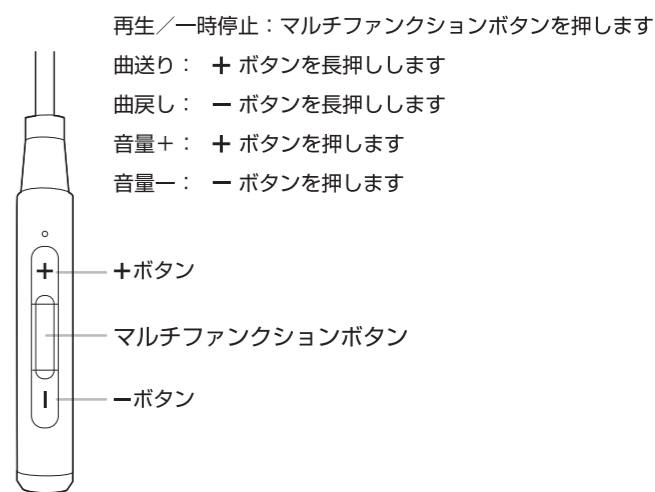 再生／一時停止：マルチファンクションボタンを押します
曲送り： + ボタンを長押しします
曲戻し： ー ボタンを長押しします
音量＋： + ボタンを押します
音量ー： ー ボタンを押します
+
+ボタン
マルチファンクションボタン
ー
ーボタン